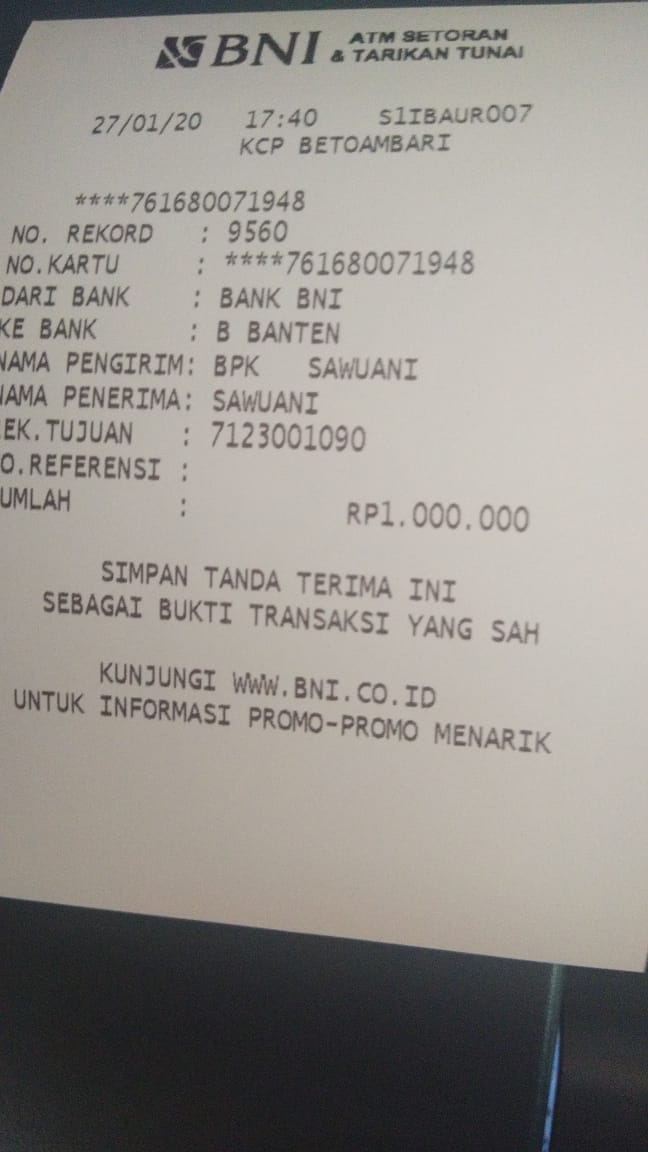 BNI ATM SETORAN & TARIKAN TUNAI
27/01/20 17:40 S1IBAUR007
KCP BETOAMBARI
****761680071948
NO. REKORD : 9560
NO.KARTU : ****761680071948
DARI BANK : BANK BNI
KE BANK : B BANTEN
NAMA PENGIRIM: BPK SAWUANI
NAMA PENERIMA: SAWUANI
EK.TUJUAN : 7123001090
O.REFERENSI :
UMLAH : RP1.000.000
SIMPAN TANDA TERIMA INI
SEBAGAI BUKTI TRANSAKSI YANG SAH
KUNJUNGI WWW.BNI.CO.ID
UNTUK INFORMASI PROMO-PROMO MENARIK